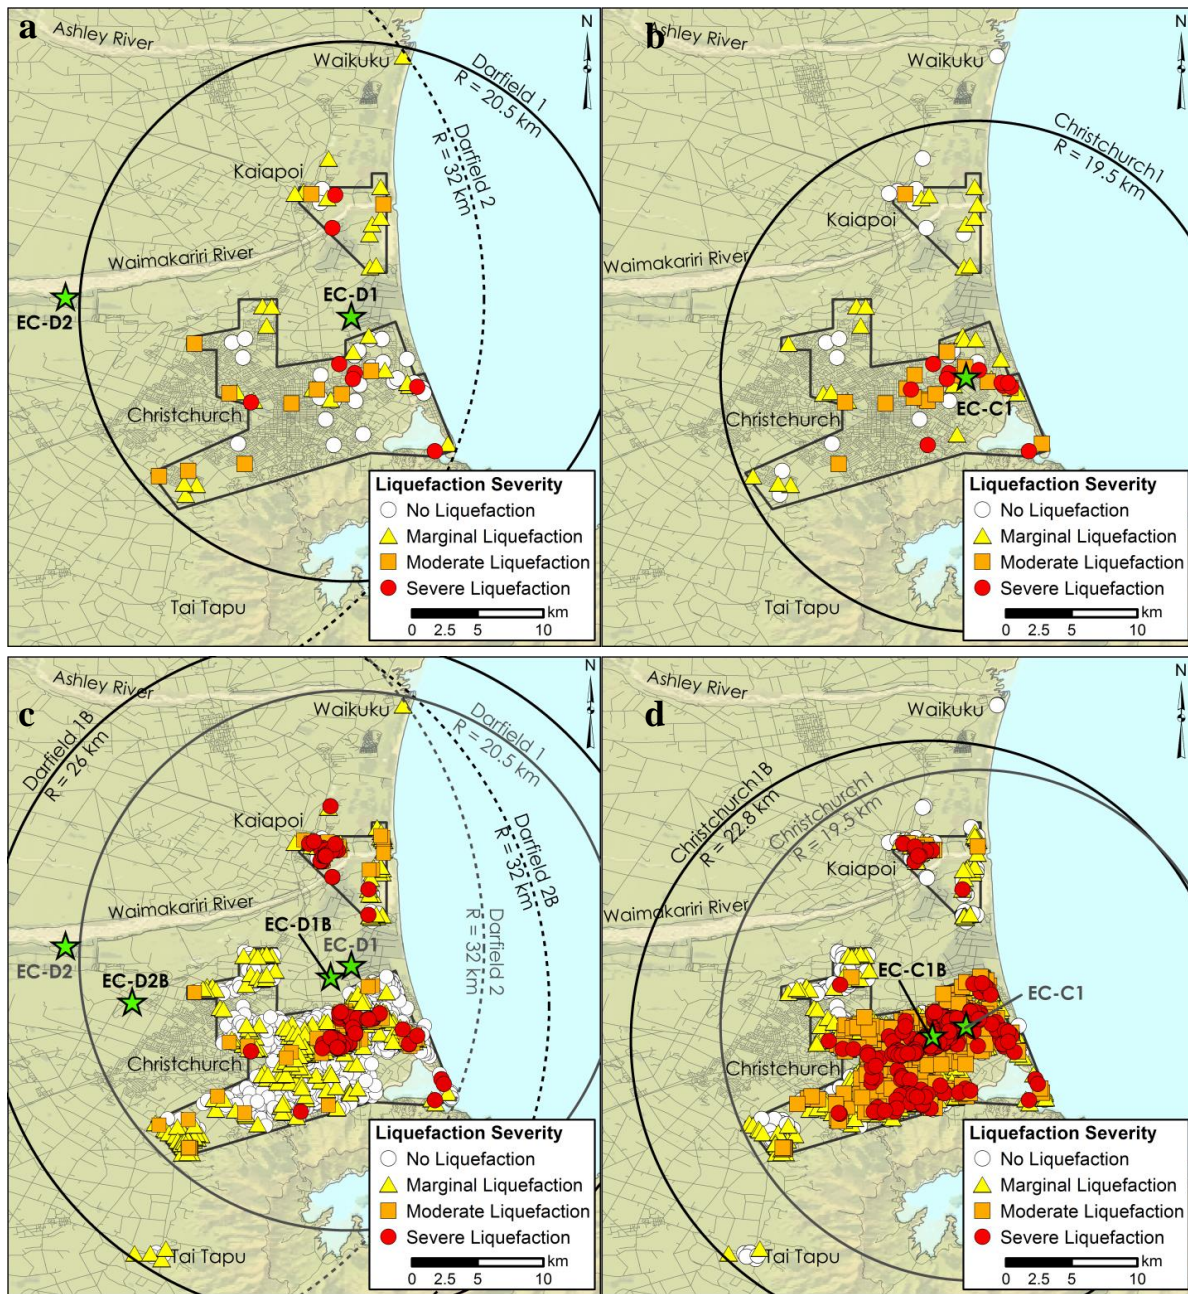 a
Ashley River
Waikuku
N
Darfield 1
R = 20.5 km
Darfield 2
R = 32 km
Kaiapoi
Waimakariri River
EC-D2
EC-D1
Christchurch
Tai Tapu
Liquefaction Severity
No Liquefaction
Marginal Liquefaction
Moderate Liquefaction
Severe Liquefaction
km
0 2.5 5 10
b
Ashley River
Waikuku
N
Christchurch1
R = 19.5 km
Kaiapoi
Waimakariri River
EC-C1
Christchurch
Tai Tapu
Liquefaction Severity
No Liquefaction
Marginal Liquefaction
Moderate Liquefaction
Severe Liquefaction
km
0 2.5 5 10
c
Ashley River
Waikuku
N
Darfield 1B
R = 26 km
Darfield 1
R = 20.5 km
Darfield 2B
R = 32 km
Darfield 2
R = 32 km
Kaiapoi
Waimakariri River
EC-D1B
EC-D1
EC-D2
EC-D2B
Christchurch
Tai Tapu
Liquefaction Severity
No Liquefaction
Marginal Liquefaction
Moderate Liquefaction
Severe Liquefaction
km
0 2.5 5 10
d
Ashley River
Waikuku
N
Christchurch1B
R = 22.8 km
Christchurch1
R = 19.5 km
Kaiapoi
Waimakariri River
EC-C1B
EC-C1
Christchurch
Tai Tapu
Liquefaction Severity
No Liquefaction
Marginal Liquefaction
Moderate Liquefaction
Severe Liquefaction
km
0 2.5 5 10